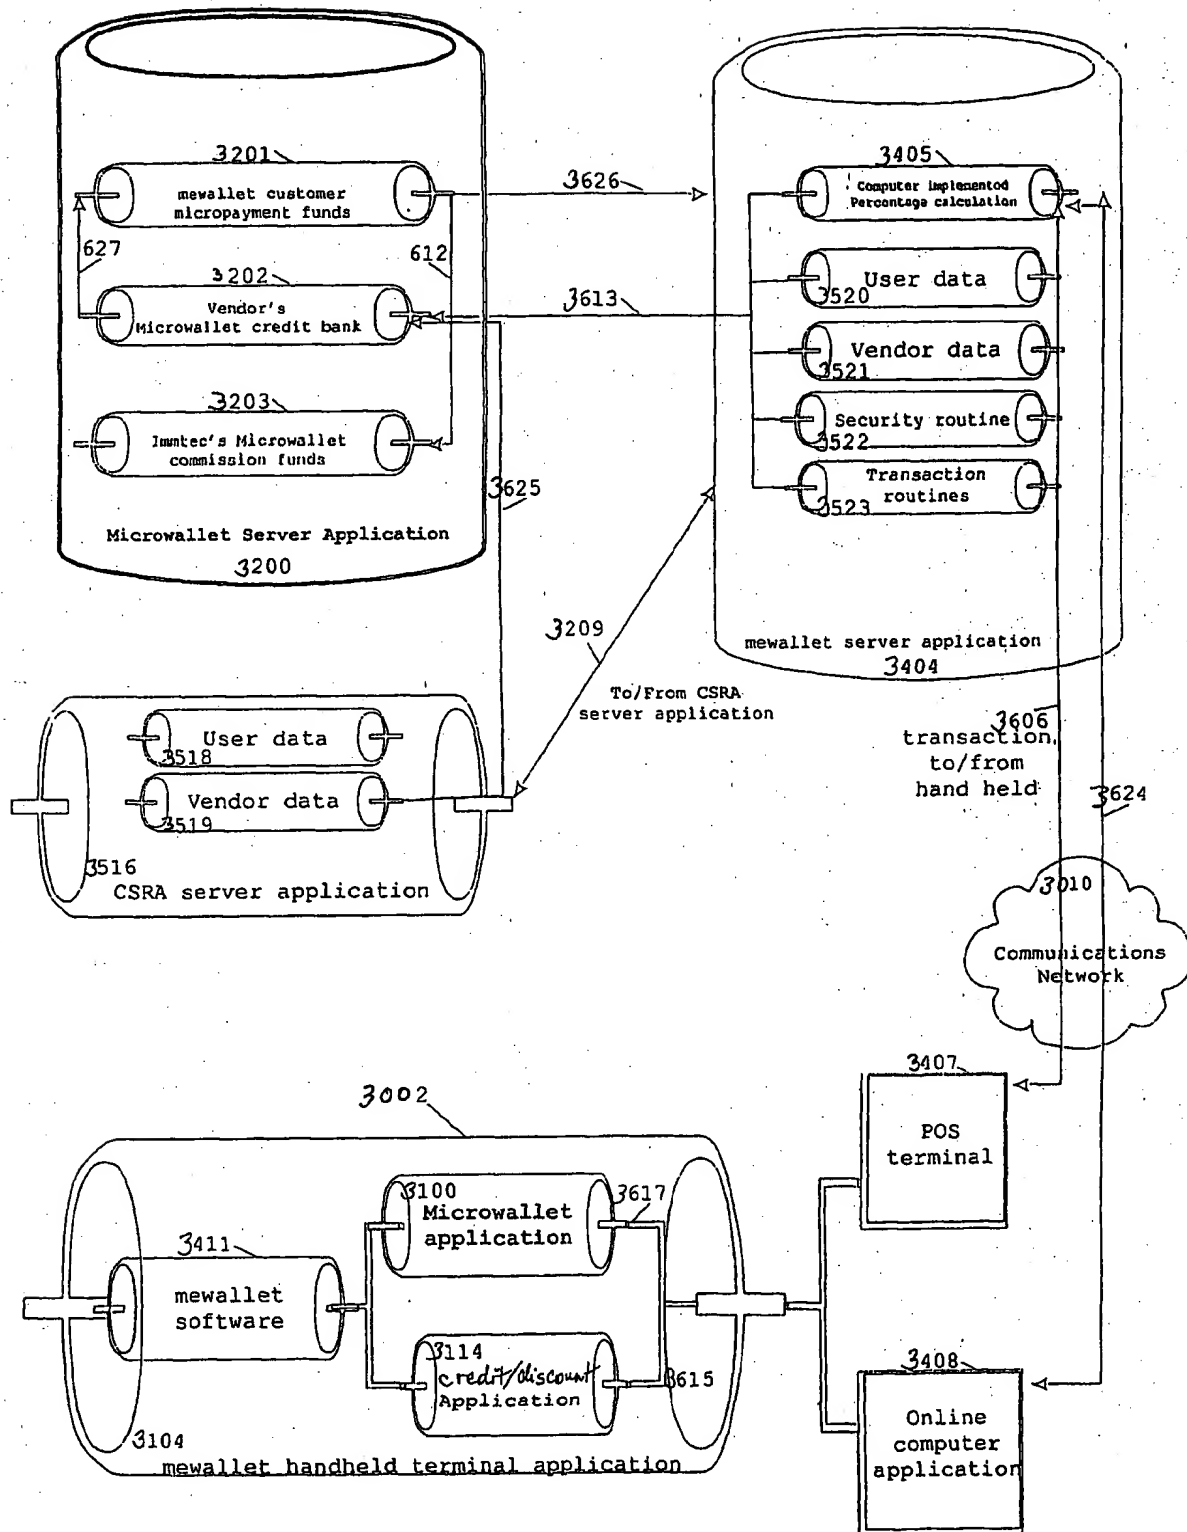 3201
mewallet customer
micropayment funds
627
612
3202
Vendor's
Microwallet credit bank
3203
Immtec's Microwallet
commission funds
Microwallet Server Application
3200
3626
3613
3625
3405
Computer implemented
Percentage calculation
User data
3520
Vendor data
3521
Security routine
3522
Transaction
routines
3523
mewallet server application
3404
3209
To/From CSRA
server application
User data
3518
Vendor data
3519
3516
CSRA server application
3606
transaction
to/from
hand held
3624
3010
Communications
Network
3407
POS
terminal
3002
3100
Microwallet
application
3617
3411
mewallet
software
3114
credit/discount
Application
3615
3104
mewallet handheld terminal application
3408
Online
computer
application